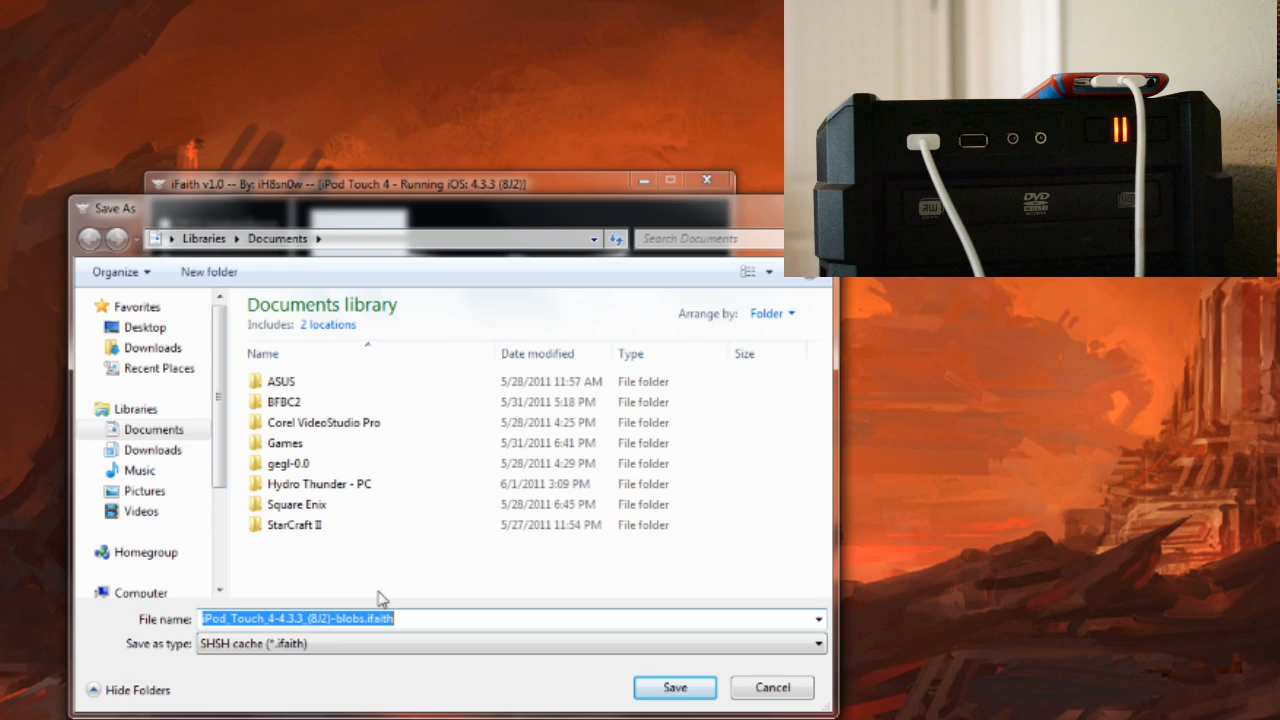 iFaith v1.0 -- By: iH8sn0w -- [iPod Touch 4 - Running iOS: 4.3.3 (8J2)]
Save As
Libraries Documents
Search Documents
Organize New folder
Favorites
Desktop
Downloads
Recent Places
Libraries
Documents
Downloads
Music
Pictures
Videos
Homegroup
Computer
Documents library
Includes: 2 locations
Arrange by: Folder
Name Date modified Type Size
ASUS 5/28/2011 11:57 AM File folder
BFBC2 5/31/2011 5:18 PM File folder
Corel VideoStudio Pro 5/28/2011 4:25 PM File folder
Games 5/31/2011 6:41 PM File folder
gegl-0.0 5/28/2011 4:29 PM File folder
Hydro Thunder - PC 6/1/2011 3:09 PM File folder
Square Enix 5/28/2011 6:45 PM File folder
StarCraft II 5/27/2011 11:54 PM File folder
File name: iPod_Touch_4-4.3.3_(8J2)-blobs.ifaith
Save as type: SHSH cache (*.ifaith)
Hide Folders
Save Cancel
RW
DVD